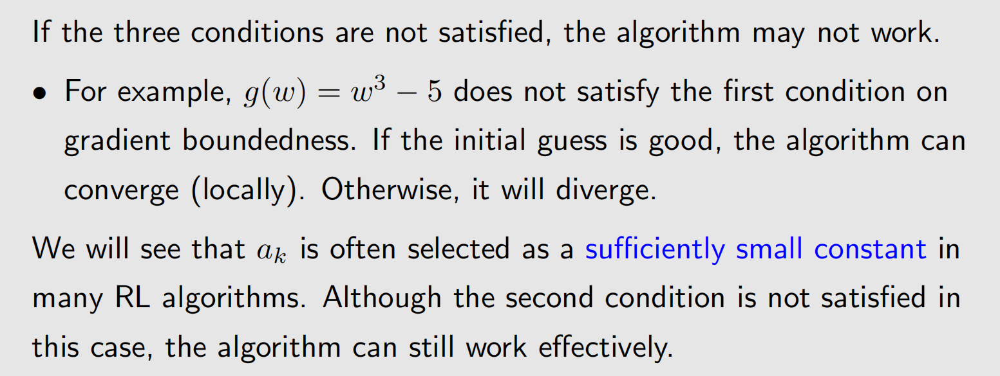 If the three conditions are not satisfied, the algorithm may not work.
• For example, g(w) = w³ − 5 does not satisfy the first condition on
gradient boundedness. If the initial guess is good, the algorithm can
converge (locally). Otherwise, it will diverge.
We will see that aₖ is often selected as a sufficiently small constant in
many RL algorithms. Although the second condition is not satisfied in
this case, the algorithm can still work effectively.